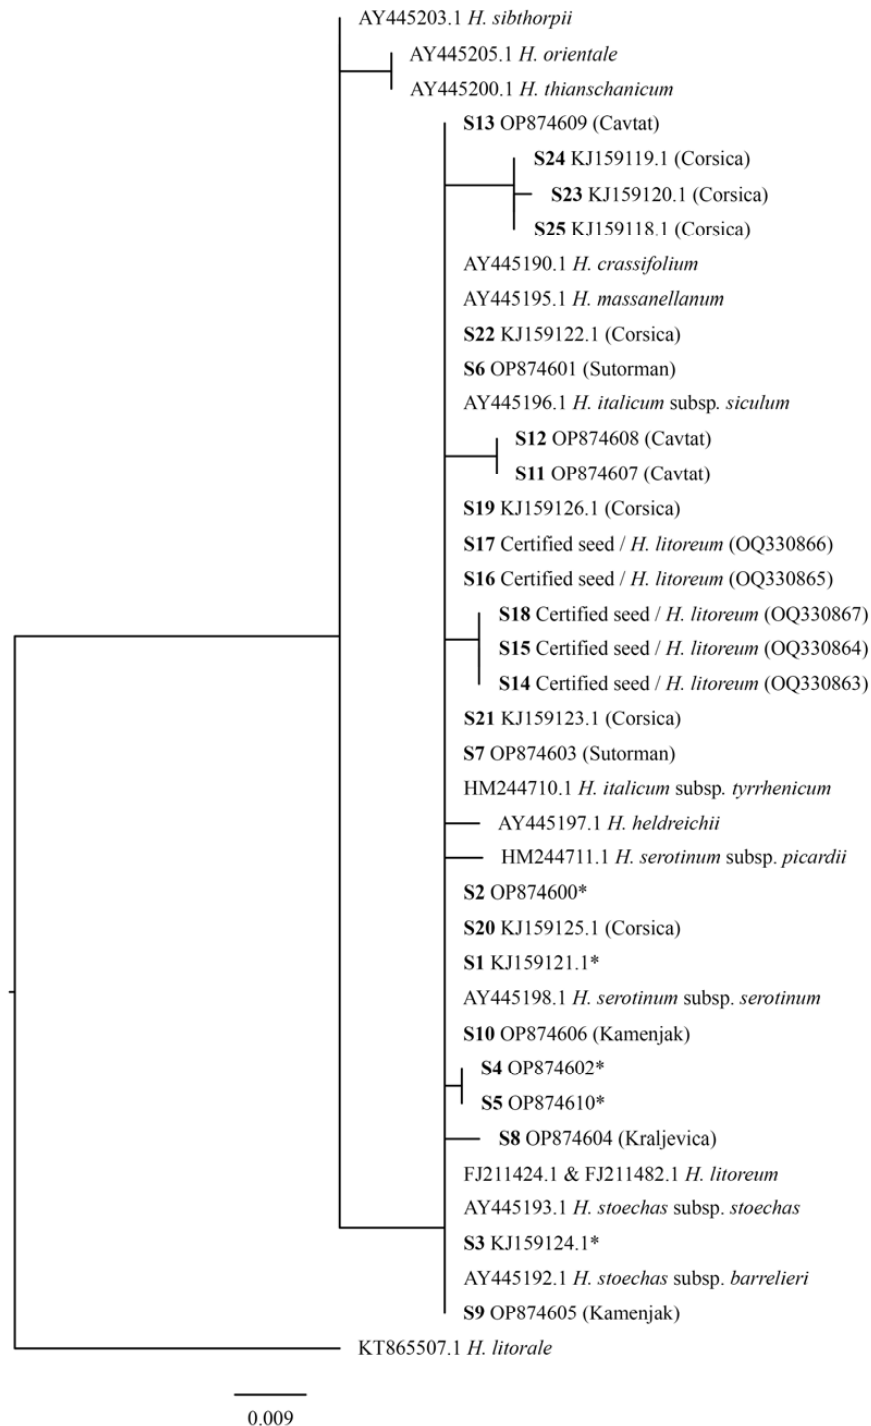 AY445203.1 H. sibthorpii
AY445205.1 H. orientale
AY445200.1 H. thianschanicum
S13 OP874609 (Cavtat)
S24 KJ159119.1 (Corsica)
S23 KJ159120.1 (Corsica)
S25 KJ159118.1 (Corsica)
AY445190.1 H. crassifolium
AY445195.1 H. massanellanum
S22 KJ159122.1 (Corsica)
S6 OP874601 (Sutorman)
AY445196.1 H. italicum subsp. siculum
S12 OP874608 (Cavtat)
S11 OP874607 (Cavtat)
S19 KJ159126.1 (Corsica)
S17 Certified seed / H. litoreum (OQ330866)
S16 Certified seed / H. litoreum (OQ330865)
S18 Certified seed / H. litoreum (OQ330867)
S15 Certified seed / H. litoreum (OQ330864)
S14 Certified seed / H. litoreum (OQ330863)
S21 KJ159123.1 (Corsica)
S7 OP874603 (Sutorman)
HM244710.1 H. italicum subsp. tyrrhenicum
AY445197.1 H. heldreichii
HM244711.1 H. serotinum subsp. picardii
S2 OP874600*
S20 KJ159125.1 (Corsica)
S1 KJ159121.1*
AY445198.1 H. serotinum subsp. serotinum
S10 OP874606 (Kamenjak)
S4 OP874602*
S5 OP874610*
S8 OP874604 (Kraljevica)
FJ211424.1 & FJ211482.1 H. litoreum
AY445193.1 H. stoechas subsp. stoechas
S3 KJ159124.1*
AY445192.1 H. stoechas subsp. barrelieri
S9 OP874605 (Kamenjak)
KT865507.1 H. litorale
0.009